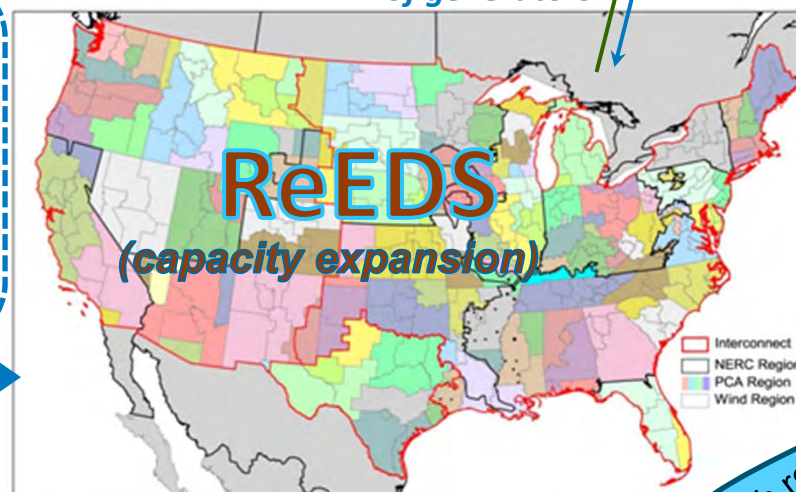 ReEDS
(capacity expansion)
Interconnect
NERC Region
PCA Region
Wind Region